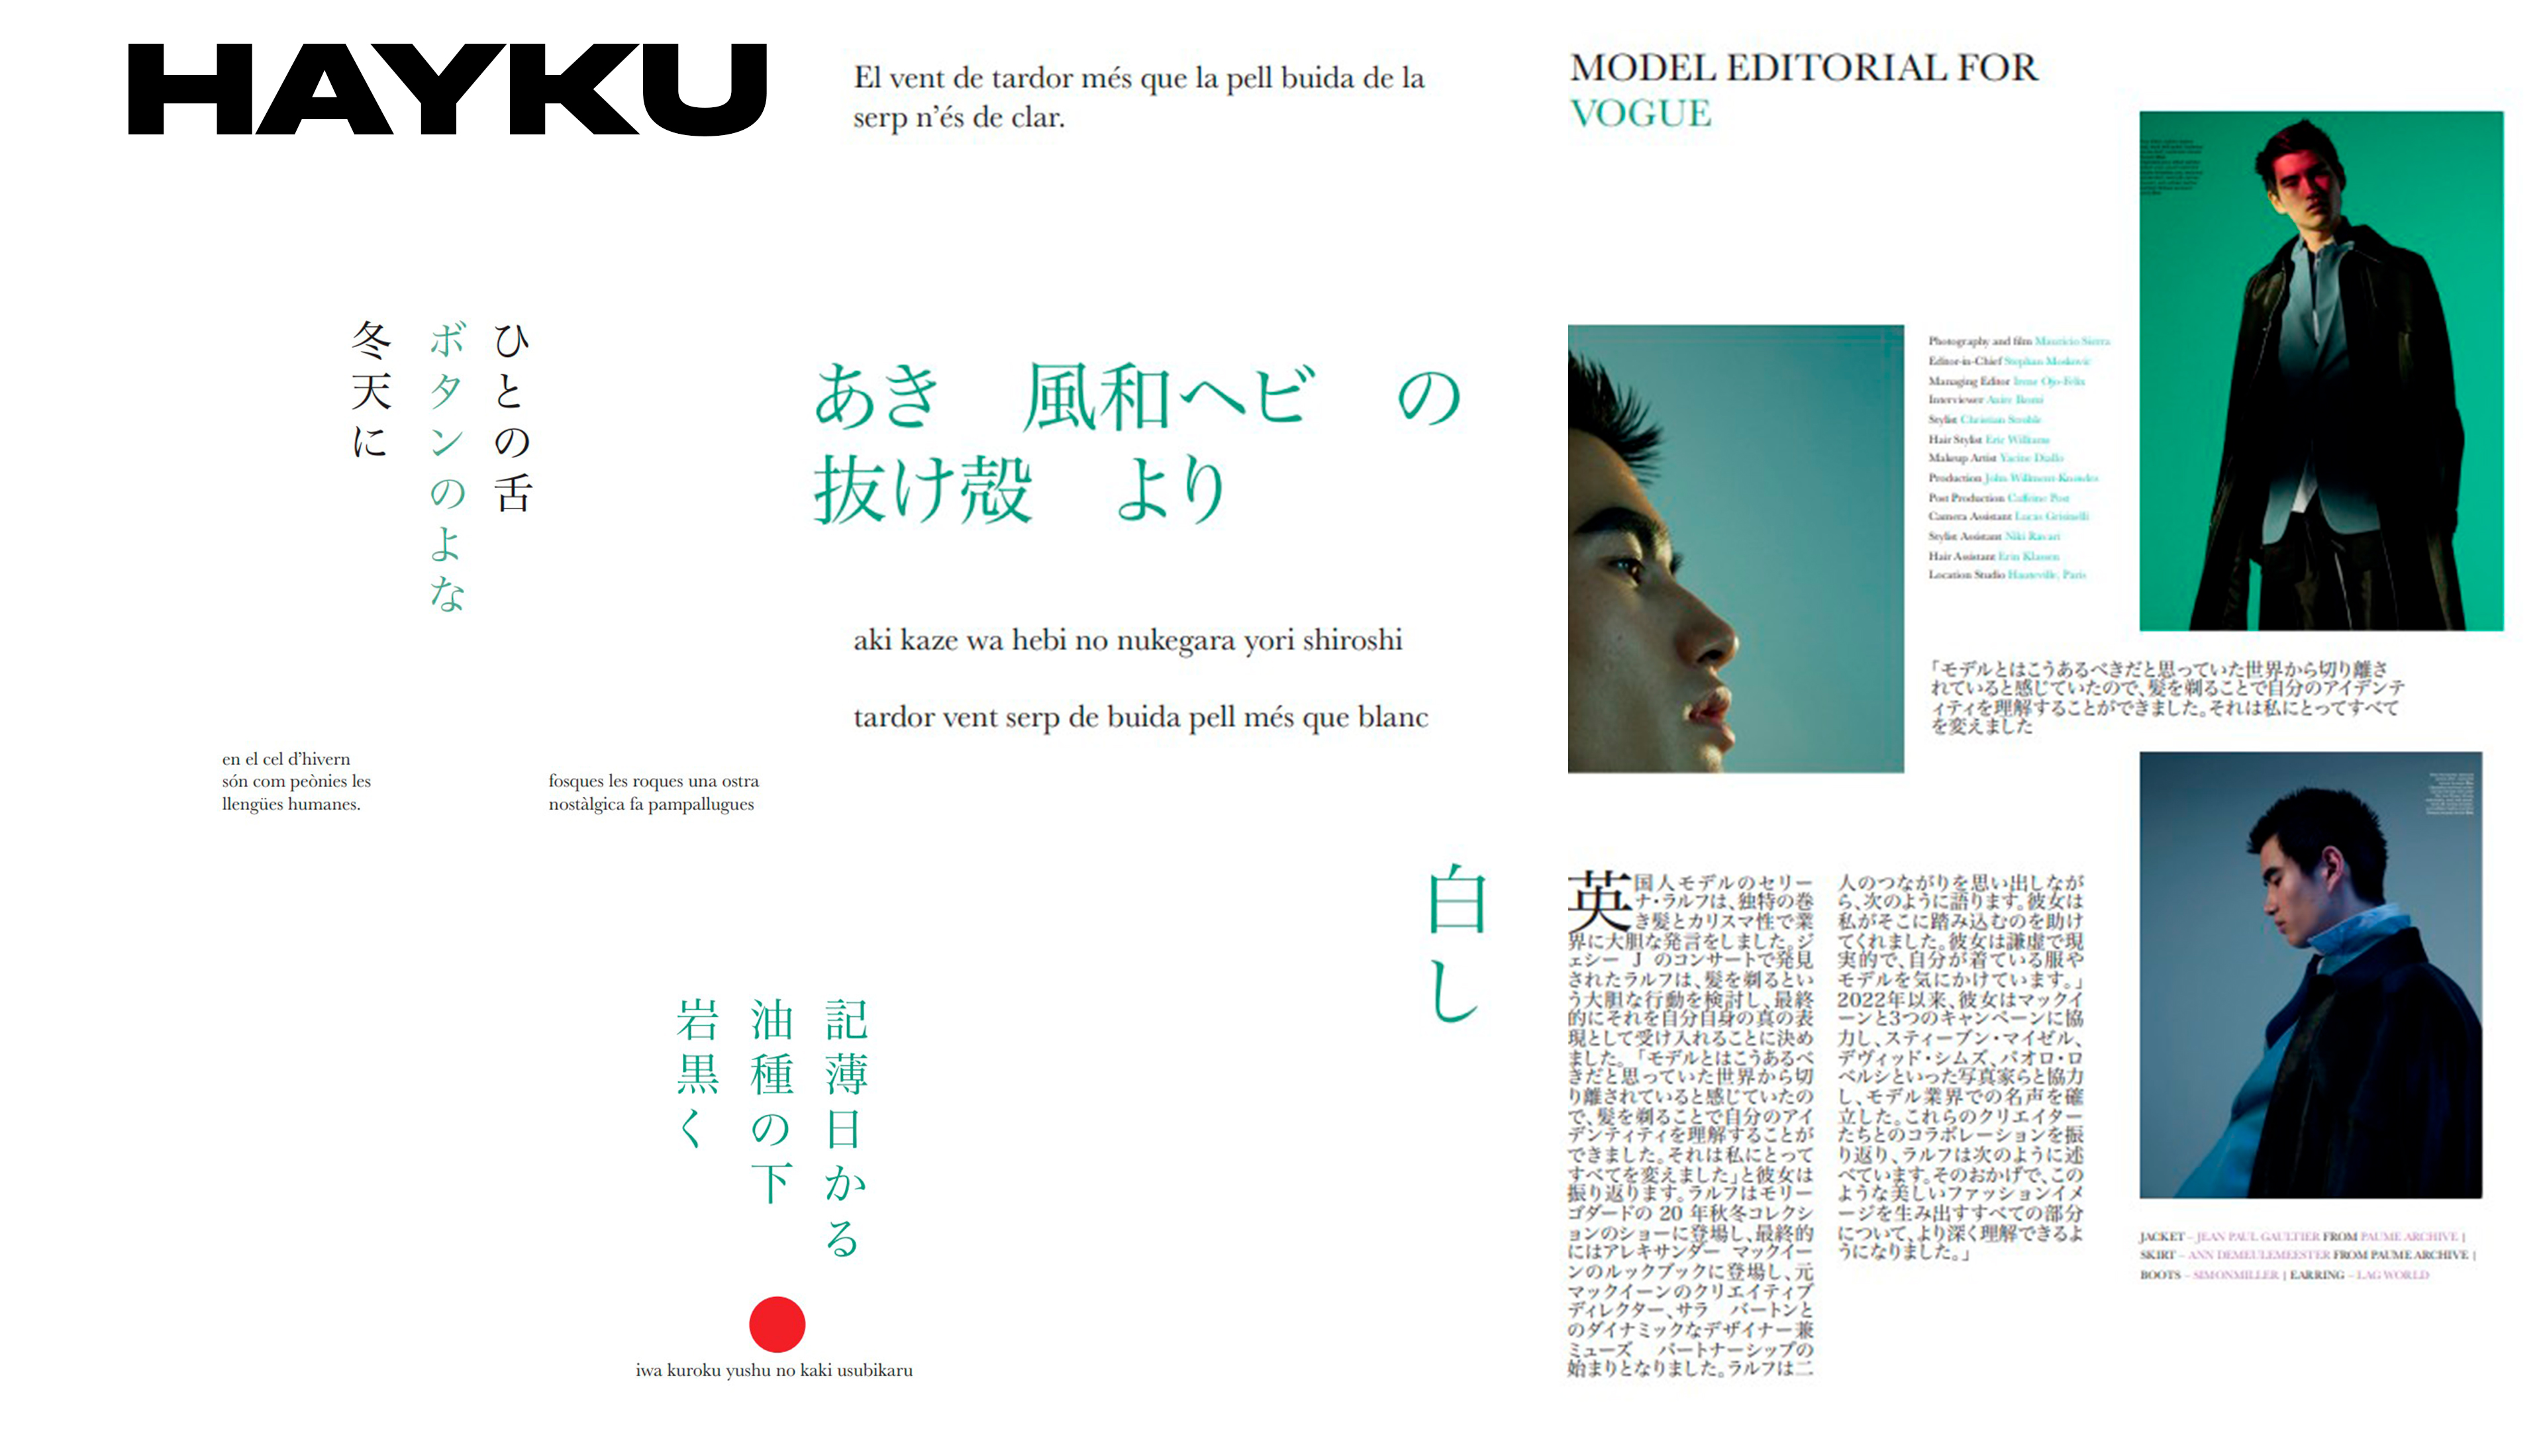 HAYKU
El vent de tardor més que la pell buida de la
serp n’és de clar.
ひとの舌
ボタンのよな
冬天に
あき　風和ヘビ　の
抜け殻　より
aki kaze wa hebi no nukegara yori shiroshi
tardor vent serp de buida pell més que blanc
en el cel d’hivern
són com peònies les
llengües humanes.
fosques les roques una ostra
nostàlgica fa pampallugues
白し
記薄日かる
油種の下
岩黒く
iwa kuroku yushu no kaki usubikaru
MODEL EDITORIAL FOR
VOGUE
Photography and film Mauricio Sierra
Editor-in-Chief Stephan Moskovic
Managing Editor Irene Ojo-Felix
Interviewer
Stylist Christian Stroble
Hair Stylist Eric Williams
Makeup Artist Yacine Diallo
Production John Willment-Knowles
Post Production Caffeine Post
Camera Assistant Lucas Grisinelli
Stylist Assistant Niki Ravari
Hair Assistant Erin Klassen
Location Studio Hauteville, Paris
「モデルとはこうあるべきだと思っていた世界から切り離さ
れていると感じていたので、髪を剃ることで自分のアイデンテ
ィティを理解することができました。それは私にとってすべて
を変えました
英国人モデルのセリー
ナ・ラルフは、独特の巻
き髪とカリスマ性で業
界に大胆な発言をしました。ジ
ェシー J のコンサートで発見
されたラルフは、髪を剃るとい
う大胆な行動を検討し、最終
的にそれを自分自身の真の表
現として受け入れることに決め
ました。「モデルとはこうあるべ
きだと思っていた世界から切
り離されていると感じていたの
で、髪を剃ることで自分のアイ
デンティティを理解することが
できました。それは私にとって
すべてを変えました」と彼女は
振り返ります。ラルフはモリー
ゴダードの 20 年秋冬コレクシ
ョンのショーに登場し、最終的
にはアレキサンダー マックイー
ンのルックブックに登場し、元
マックイーンのクリエイティブ
ディレクター、サラ　バートンと
のダイナミックなデザイナー兼
ミューズ　パートナーシップの
始まりとなりました。ラルフは二
人のつながりを思い出しなが
ら、次のように語ります。彼女は
私がそこに踏み込むのを助け
てくれました。彼女は謙虚で現
実的で、自分が着ている服や
モデルを気にかけています。」
2022年以来、彼女はマックイ
ーンと3つのキャンペーンに協
力し、スティーブン・マイゼル、
デヴィッド・シムズ、パオロ・ロ
ベルシといった写真家らと協力
し、モデル業界での名声を確
立した。これらのクリエイター
たちとのコラボレーションを振
り返り、ラルフは次のように述
べています。そのおかげで、この
ような美しいファッションイメ
ージを生み出すすべての部分
について、より深く理解できるよ
うになりました。」
JACKET – JEAN PAUL GAULTIER FROM PAUME ARCHIVE |
SKIRT – ANN DEMEULEMEESTER FROM PAUME ARCHIVE |
BOOTS – SIMONMILLER | EARRING – LAG WORLD